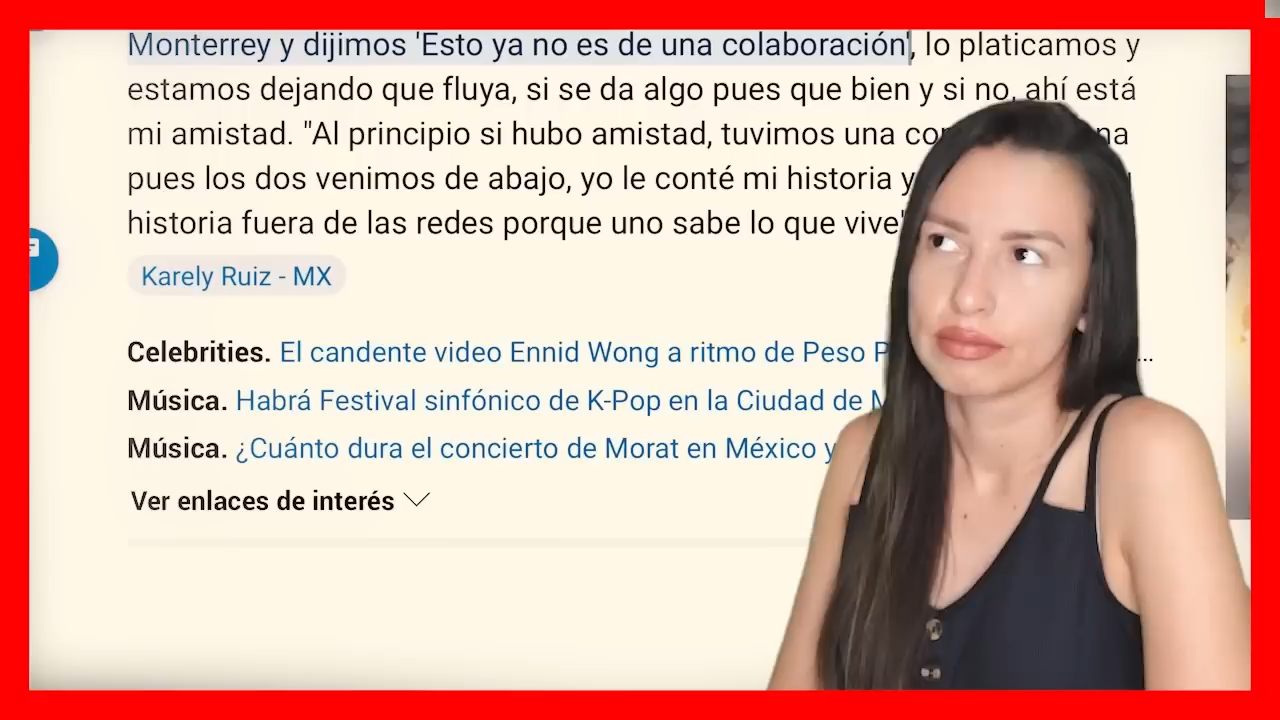 Monterrey y dijimos 'Esto ya no es de una colaboración', lo platicamos y
estamos dejando que fluya, si se da algo pues que bien y si no, ahí está
mi amistad. "Al principio si hubo amistad, tuvimos una
pues los dos venimos de abajo, yo le conté mi historia y
historia fuera de las redes porque uno sabe lo que vive"
Karely Ruiz - MX
Celebrities. El candente video Ennid Wong a ritmo de Peso
Música. Habrá Festival sinfónico de K-Pop en la Ciudad de
Música. ¿Cuánto dura el concierto de Morat en México y
Ver enlaces de interés